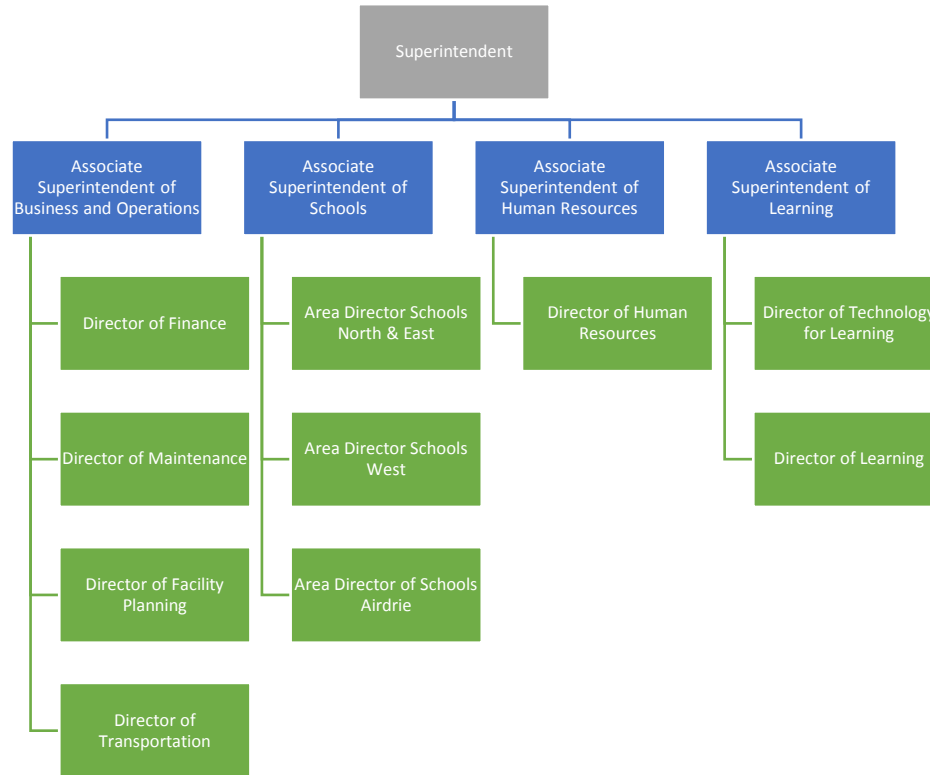 Superintendent
Associate
Superintendent of
Business and Operations
Associate
Superintendent of
Schools
Associate
Superintendent of
Human Resources
Associate
Superintendent of
Learning
Director of Finance
Director of Maintenance
Director of Facility
Planning
Director of
Transportation
Area Director Schools
North & East
Area Director Schools
West
Area Director of Schools
Airdrie
Director of Human
Resources
Director of Technology
for Learning
Director of Learning